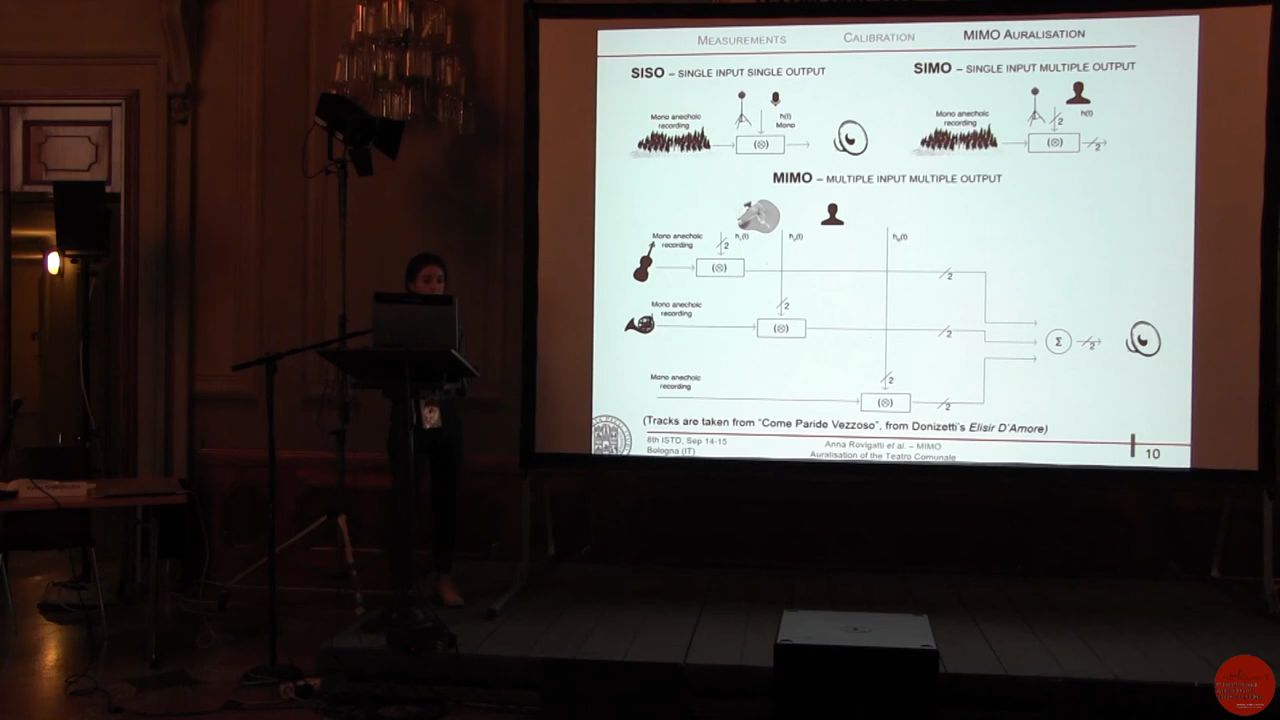 MEASUREMENTS CALIBRATION MIMO AURALISATION
SISO – SINGLE INPUT SINGLE OUTPUT
SIMO – SINGLE INPUT MULTIPLE OUTPUT
Mono anechoic
recording
h(t)
Mono
(⊗)
Mono anechoic
recording
2
h(t)
(⊗)
2
MIMO – MULTIPLE INPUT MULTIPLE OUTPUT
Mono anechoic
recording
2
(⊗)
2
Mono anechoic
recording
2
(⊗)
2
Σ
2
Mono anechoic
recording
2
(⊗)
2
(Tracks are taken from "Come Paride Vezzoso", from Donizetti's Elisir D'Amore)
8th ISTD, Sep 14-15
Bologna (IT)
Anna Rovigatti et al. – MIMO
Auralisation of the Teatro Comunale
10